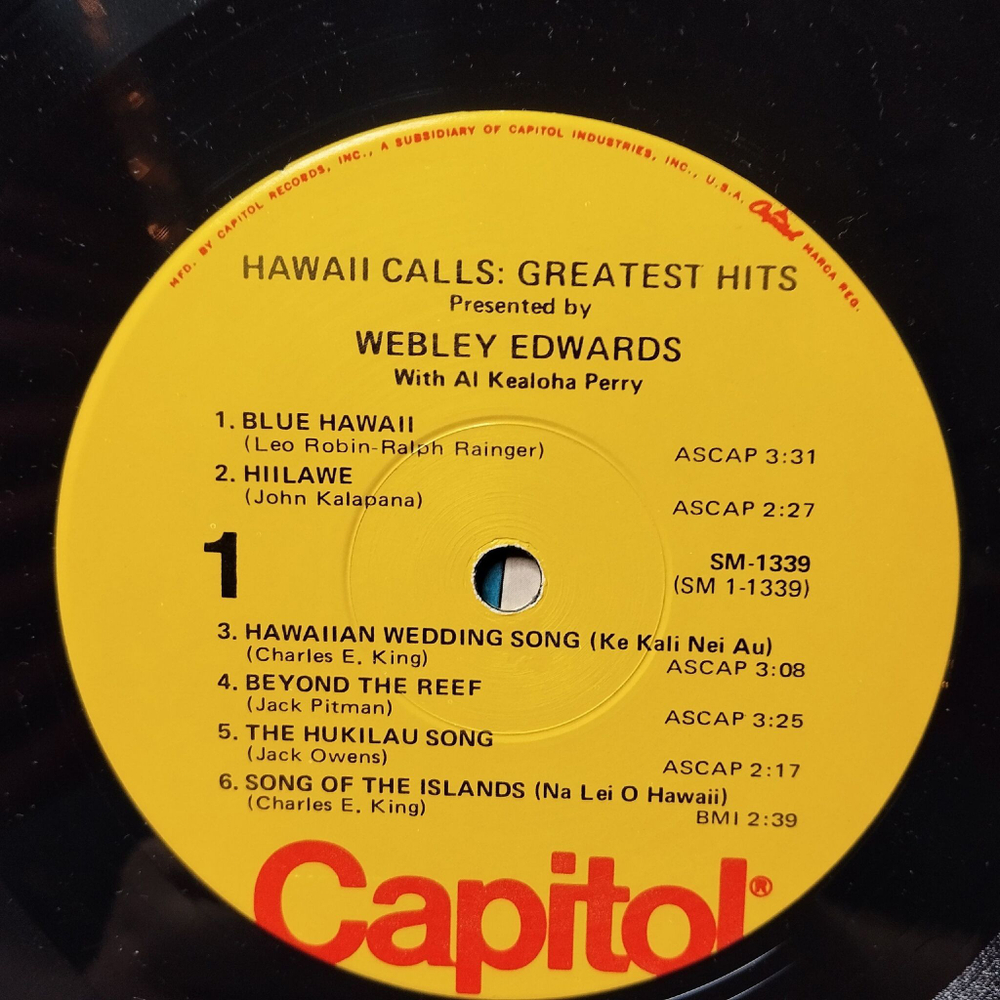 MFD. BY CAPITOL RECORDS, INC., A SUBSIDIARY OF CAPITOL INDUSTRIES, INC., U.S.A. Capitol MARCA REG.
HAWAII CALLS: GREATEST HITS
Presented by
WEBLEY EDWARDS
With Al Kealoha Perry
1. BLUE HAWAII
(Leo Robin-Ralph Rainger) ASCAP 3:31
2. HIILAWE
(John Kalapana) ASCAP 2:27
1
SM-1339
(SM 1-1339)
3. HAWAIIAN WEDDING SONG (Ke Kali Nei Au)
(Charles E. King) ASCAP 3:08
4. BEYOND THE REEF
(Jack Pitman) ASCAP 3:25
5. THE HUKILAU SONG
(Jack Owens) ASCAP 2:17
6. SONG OF THE ISLANDS (Na Lei O Hawaii)
(Charles E. King) BMI 2:39
Capitol®